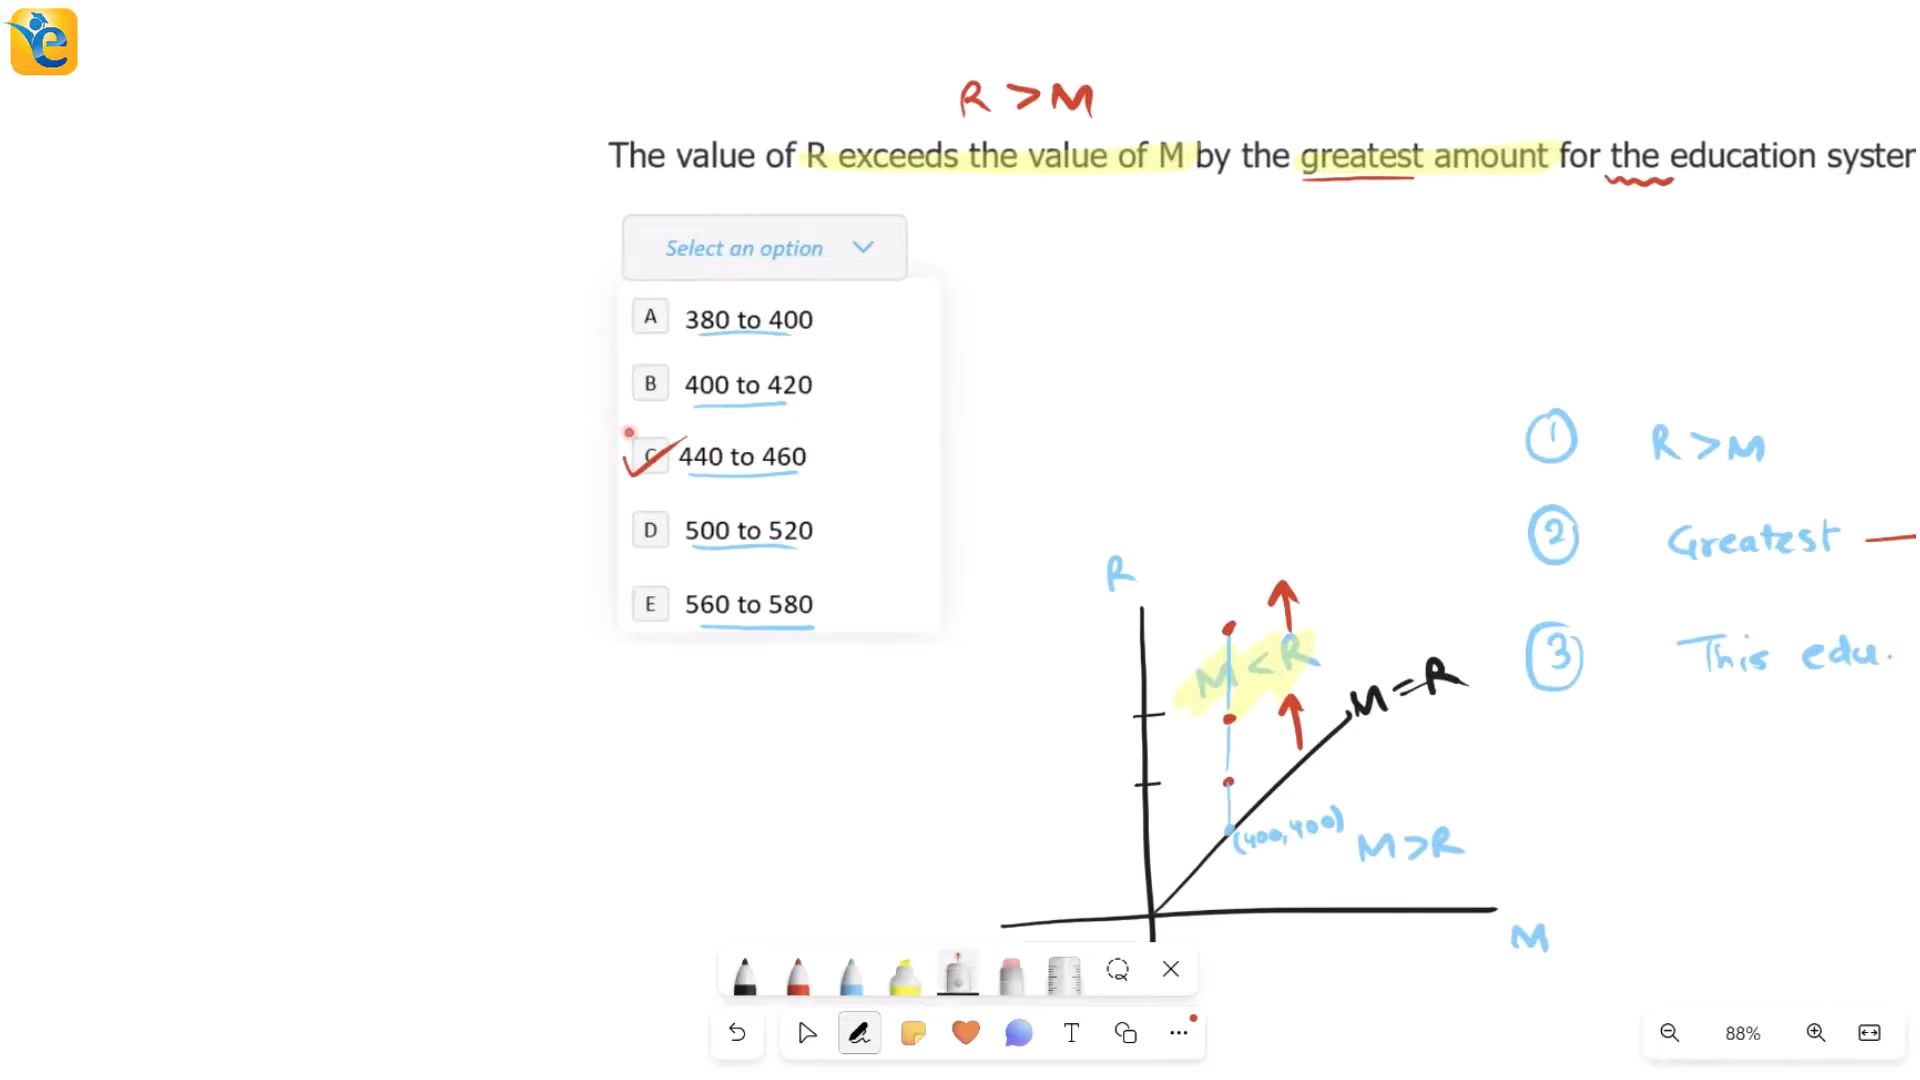 R > M
The value of R exceeds the value of M by the greatest amount for the education syster
Select an option
A 380 to 400
B 400 to 420
C 440 to 460
D 500 to 520
E 560 to 580
1 R > M
2 Greatest
3 This edu.
R
M < R
M = R
(400,400)
M > R
M
T
88%